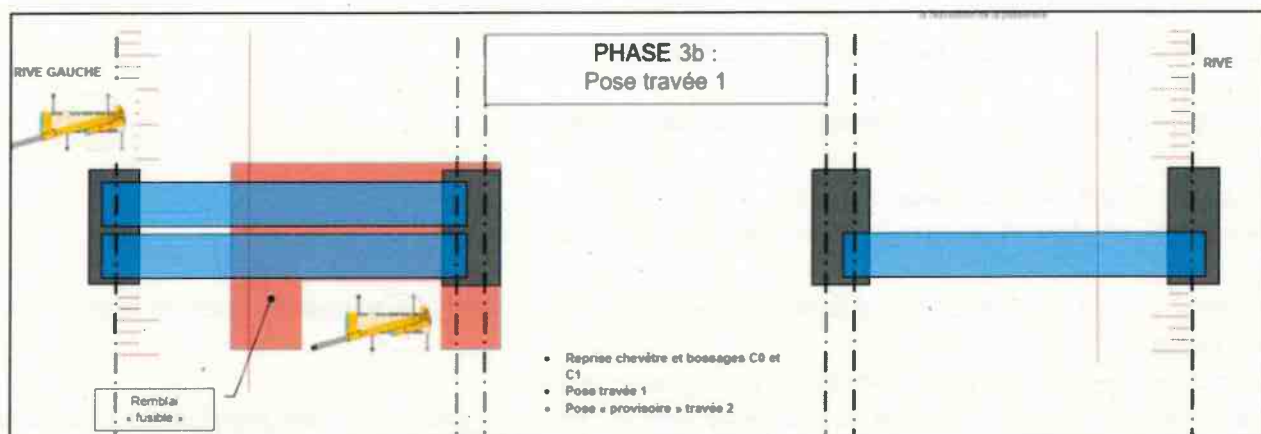 PHASE 3b :
Pose travée 1
RIVE GAUCHE
RIVE
• Reprise chevêtre et bossages C0 et
C1
• Pose travée 1
• Pose « provisoire » travée 2
Remblai
« fusible »